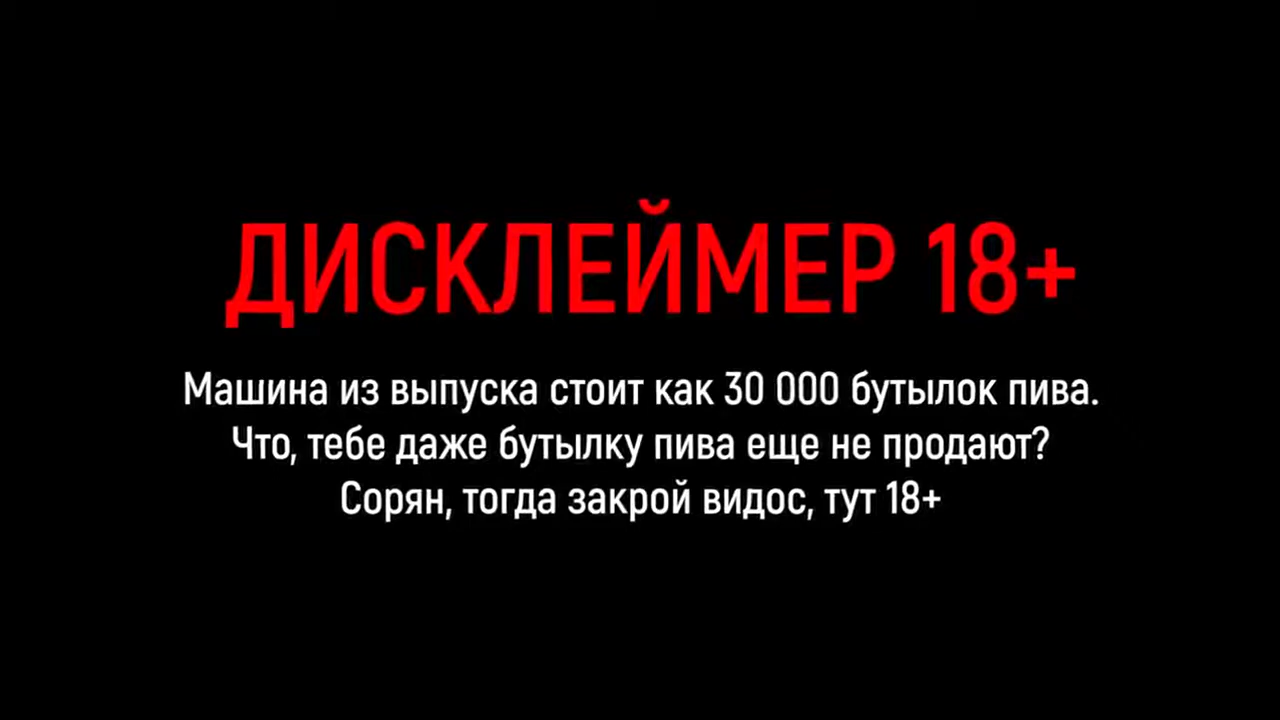 ДИСКЛЕЙМЕР 18+
Машина из выпуска стоит как 30 000 бутылок пива.
Что, тебе даже бутылку пива еще не продают?
Сорян, тогда закрой видос, тут 18+